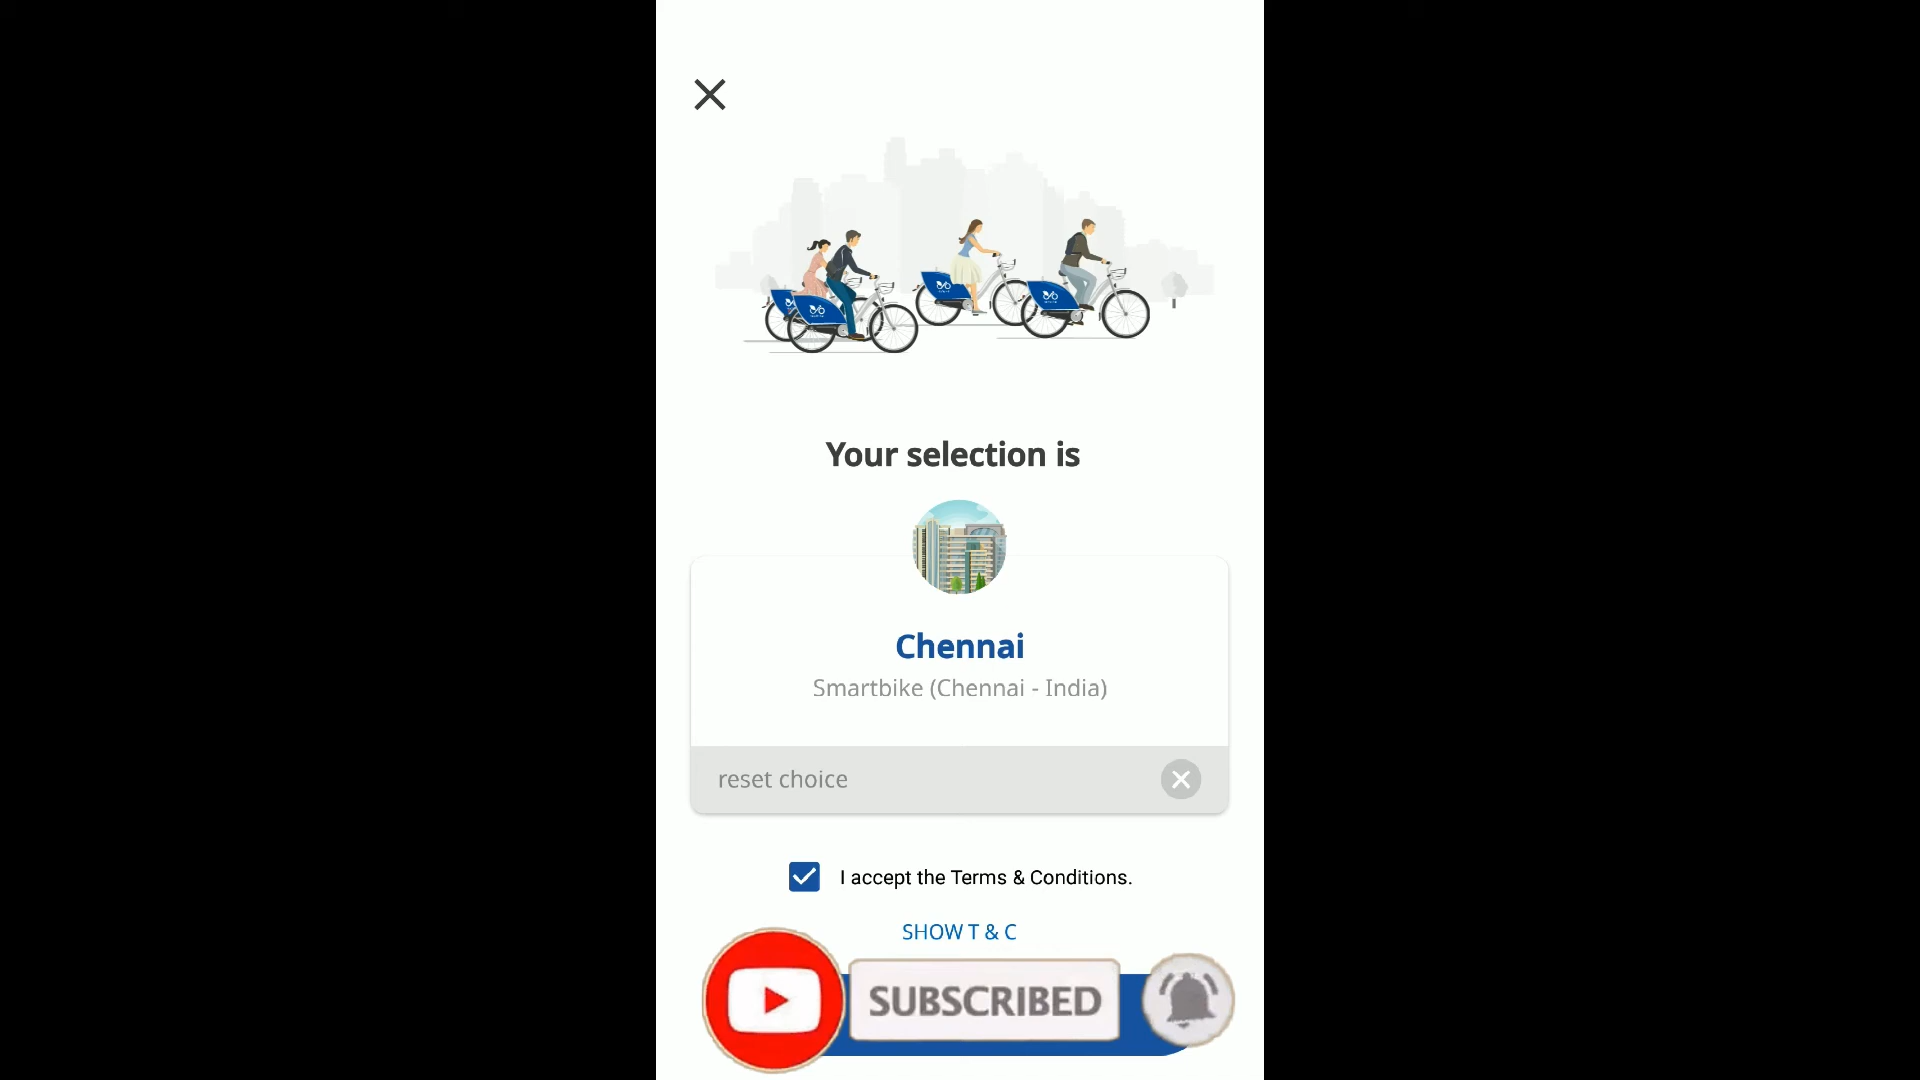 Your selection is
Chennai
Smartbike (Chennai - India)
reset choice
I accept the Terms & Conditions.
SHOW T & C
SUBSCRIBED